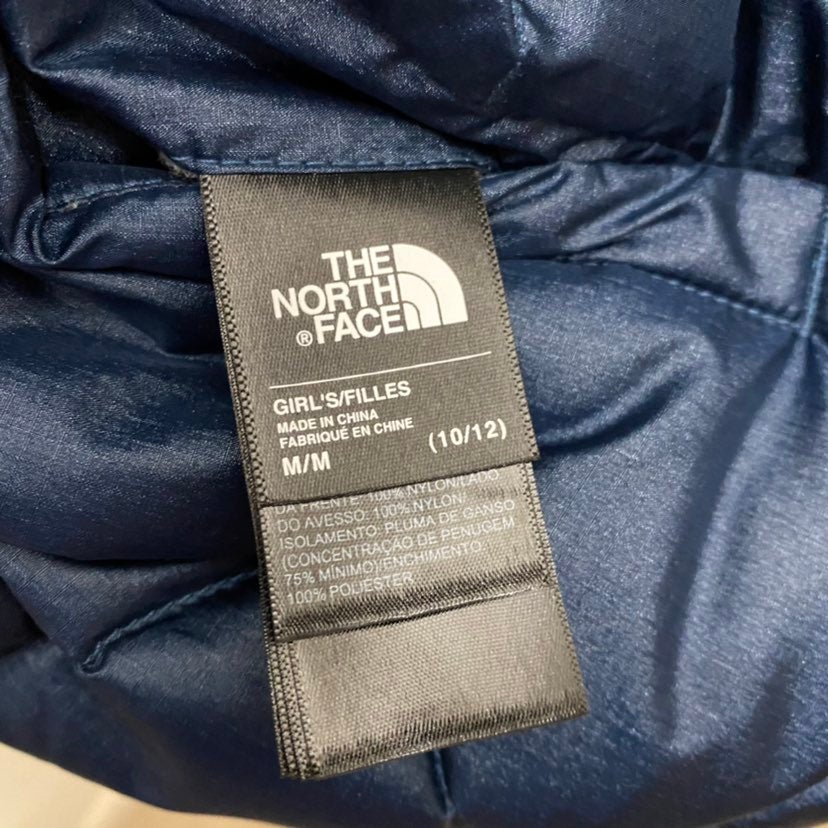 THE
NORTH
®FACE
GIRL'S/FILLES
MADE IN CHINA
FABRIQUÉ EN CHINE
M/M (10/12)
DA FRENTE: 100% NYLON/LADO
DO AVESSO: 100% NYLON/
ISOLAMENTO: PLUMA DE GANSO
(CONCENTRAÇÃO DE PENUGEM
75% MÍNIMO)/ENCHIMENTO:
100% POLIÉSTER